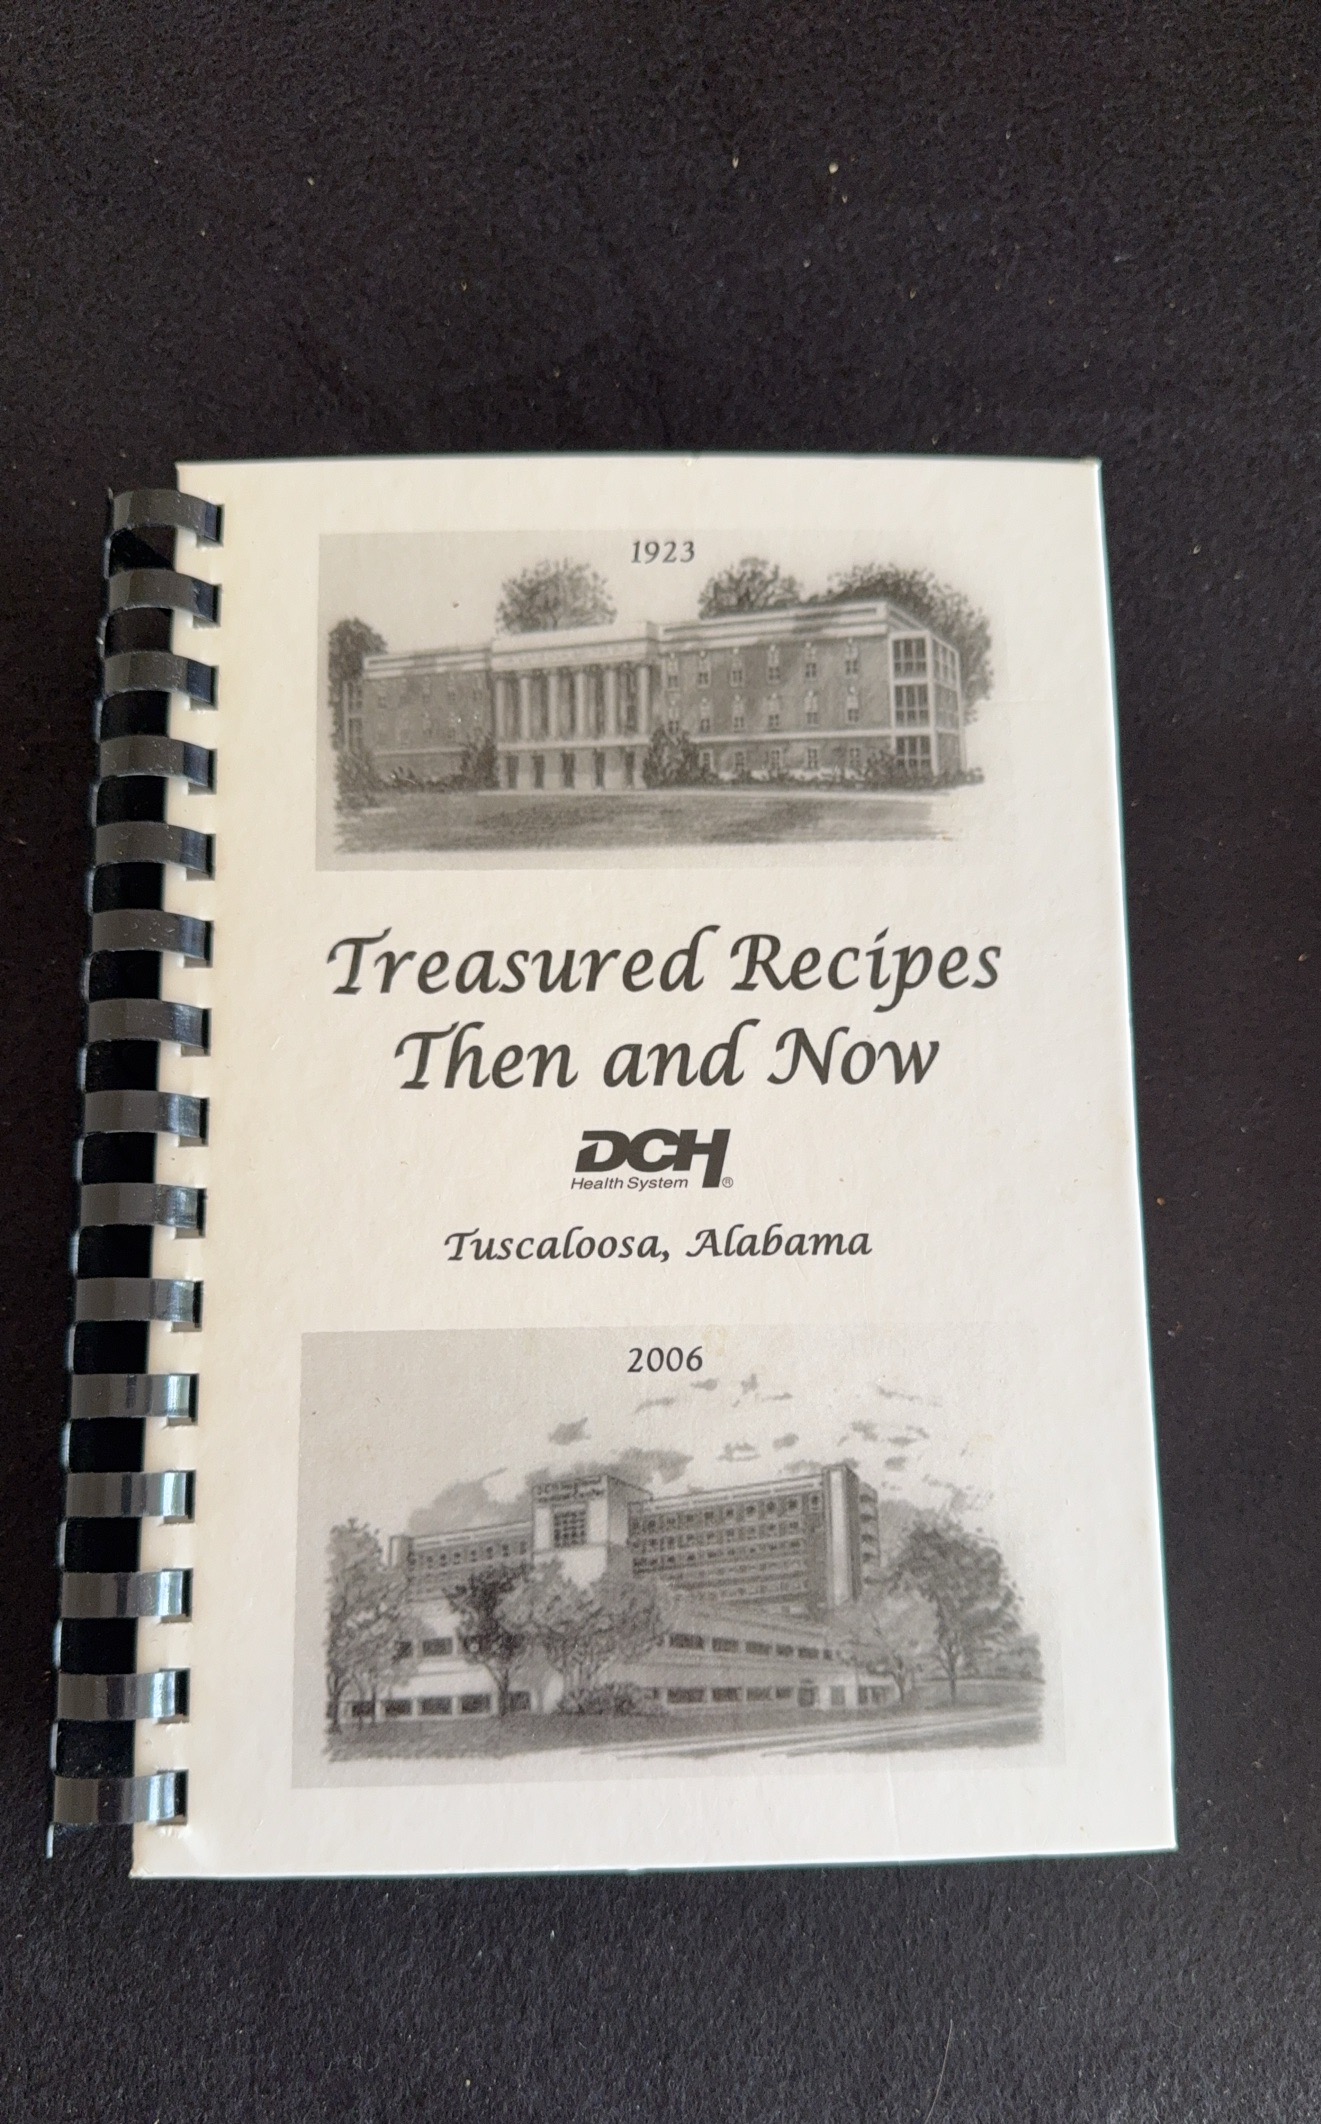 1923
Treasured Recipes
Then and Now
DCH
Health System ®
Tuscaloosa, Alabama
2006